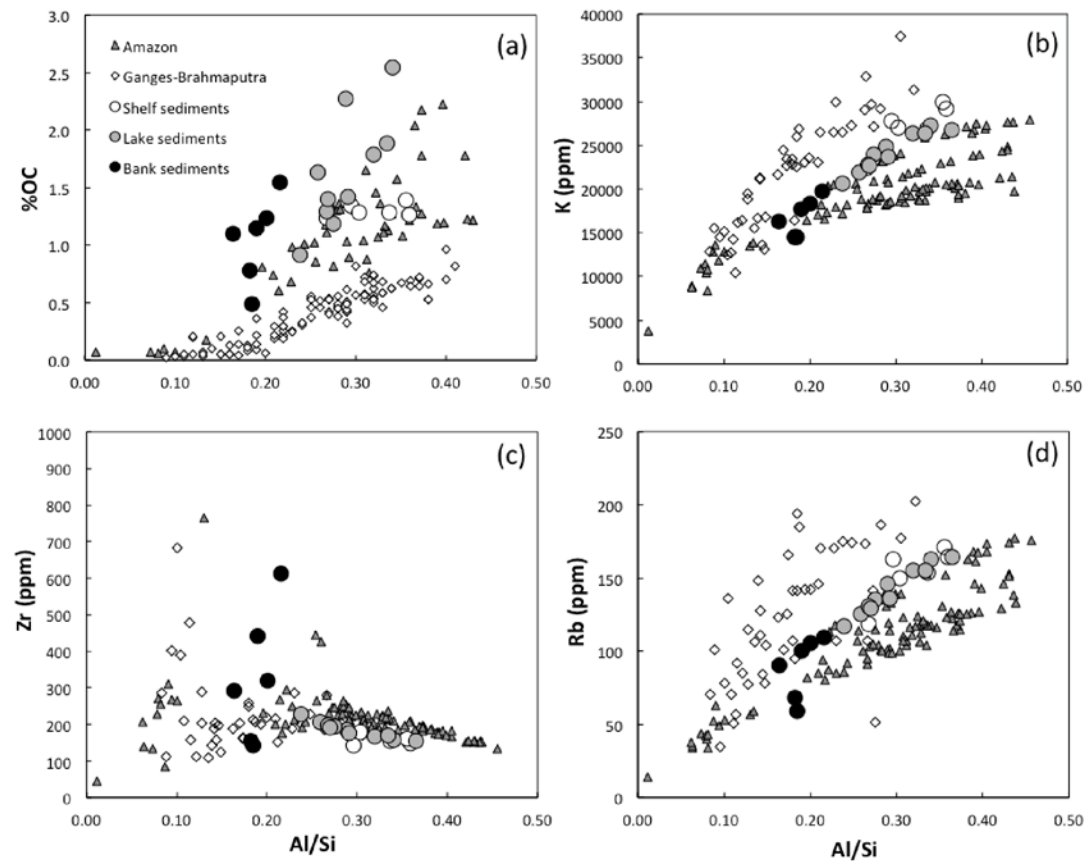 3.0
2.5
2.0
1.5
1.0
0.5
0.0
%OC
Amazon
Ganges-Brahmaputra
Shelf sediments
Lake sediments
Bank sediments
(a)
0.00 0.10 0.20 0.30 0.40 0.50
40000
35000
30000
25000
20000
15000
10000
5000
0
K (ppm)
(b)
0.00 0.10 0.20 0.30 0.40 0.50
1000
900
800
700
600
500
400
300
200
100
0
Zr (ppm)
(c)
0.00 0.10 0.20 0.30 0.40 0.50
Al/Si
250
200
150
100
50
0
Rb (ppm)
(d)
0.00 0.10 0.20 0.30 0.40 0.50
Al/Si